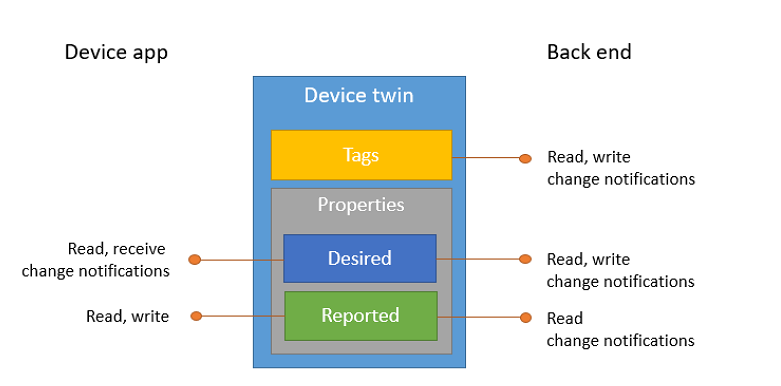 Device app
Back end
Device twin
Tags
Read, write
change notifications
Properties
Read, receive
change notifications
Desired
Read, write
change notifications
Read, write
Reported
Read
change notifications